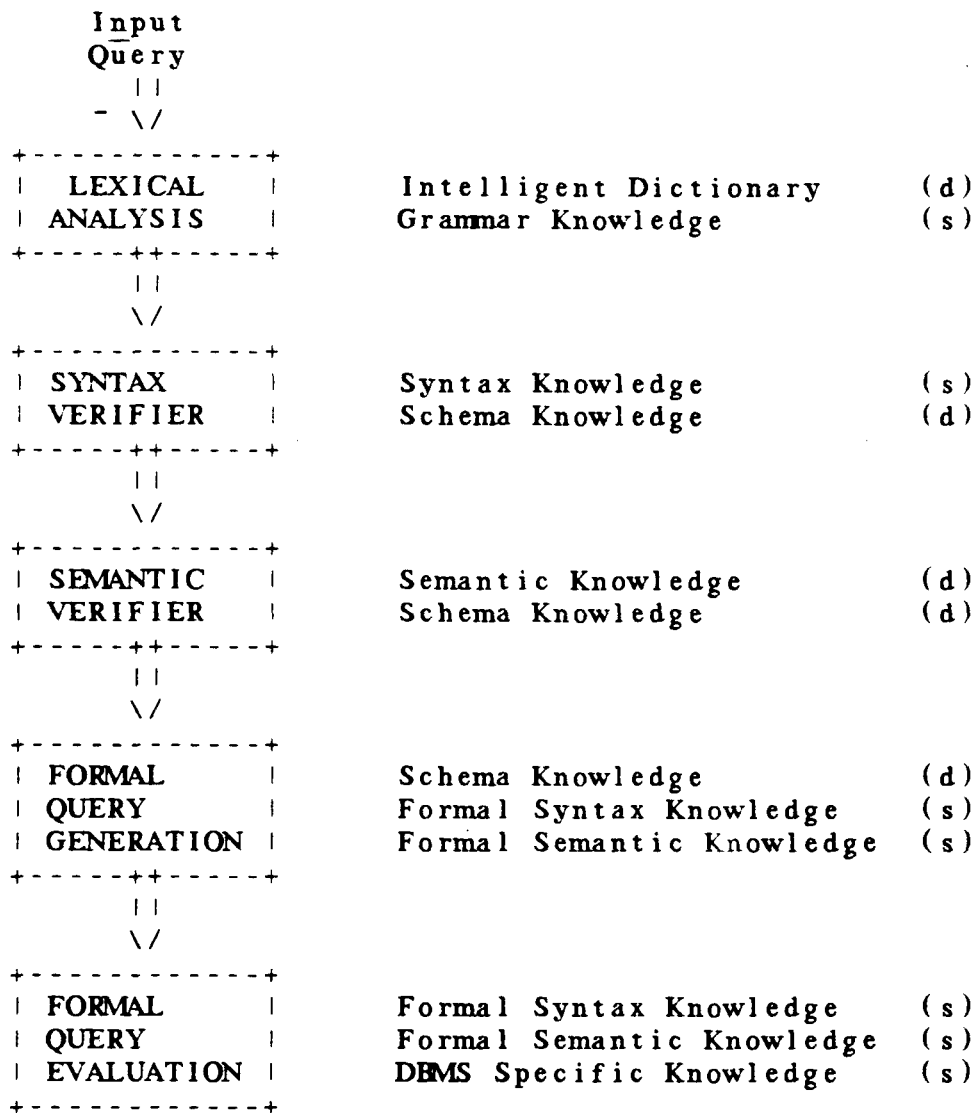 Input
Query
||
\/
+------------+
| LEXICAL | Intelligent Dictionary (d)
| ANALYSIS | Grammar Knowledge (s)
+-----++-----+
||
\/
+------------+
| SYNTAX | Syntax Knowledge (s)
| VERIFIER | Schema Knowledge (d)
+-----++-----+
||
\/
+------------+
| SEMANTIC | Semantic Knowledge (d)
| VERIFIER | Schema Knowledge (d)
+-----++-----+
||
\/
+------------+
| FORMAL | Schema Knowledge (d)
| QUERY | Formal Syntax Knowledge (s)
| GENERATION | Formal Semantic Knowledge (s)
+-----++-----+
||
\/
+------------+
| FORMAL | Formal Syntax Knowledge (s)
| QUERY | Formal Semantic Knowledge (s)
| EVALUATION | DBMS Specific Knowledge (s)
+------------+